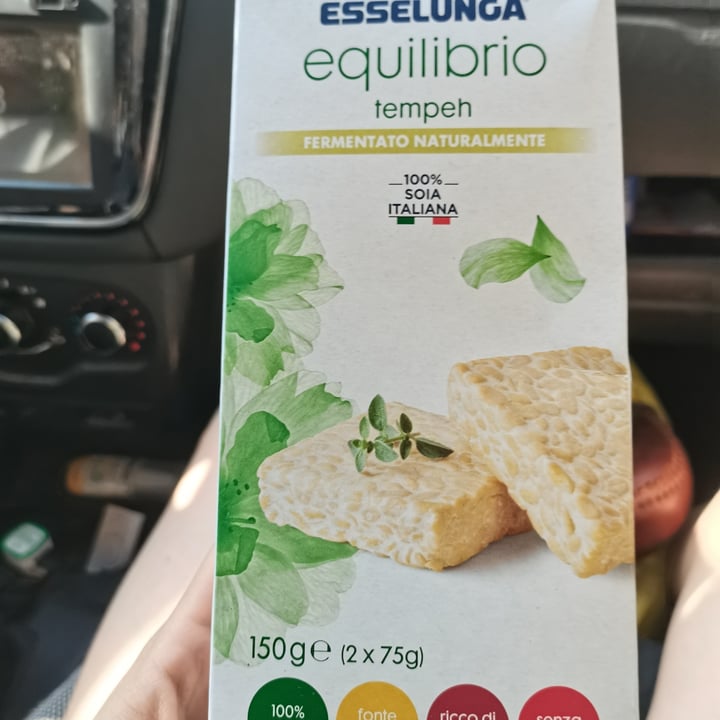 ESSELUNGA
equilibrio
tempeh
FERMENTATO NATURALMENTE
100%
SOIA
ITALIANA
150g e (2 x 75g)
100%
fonte
ricco di
senza